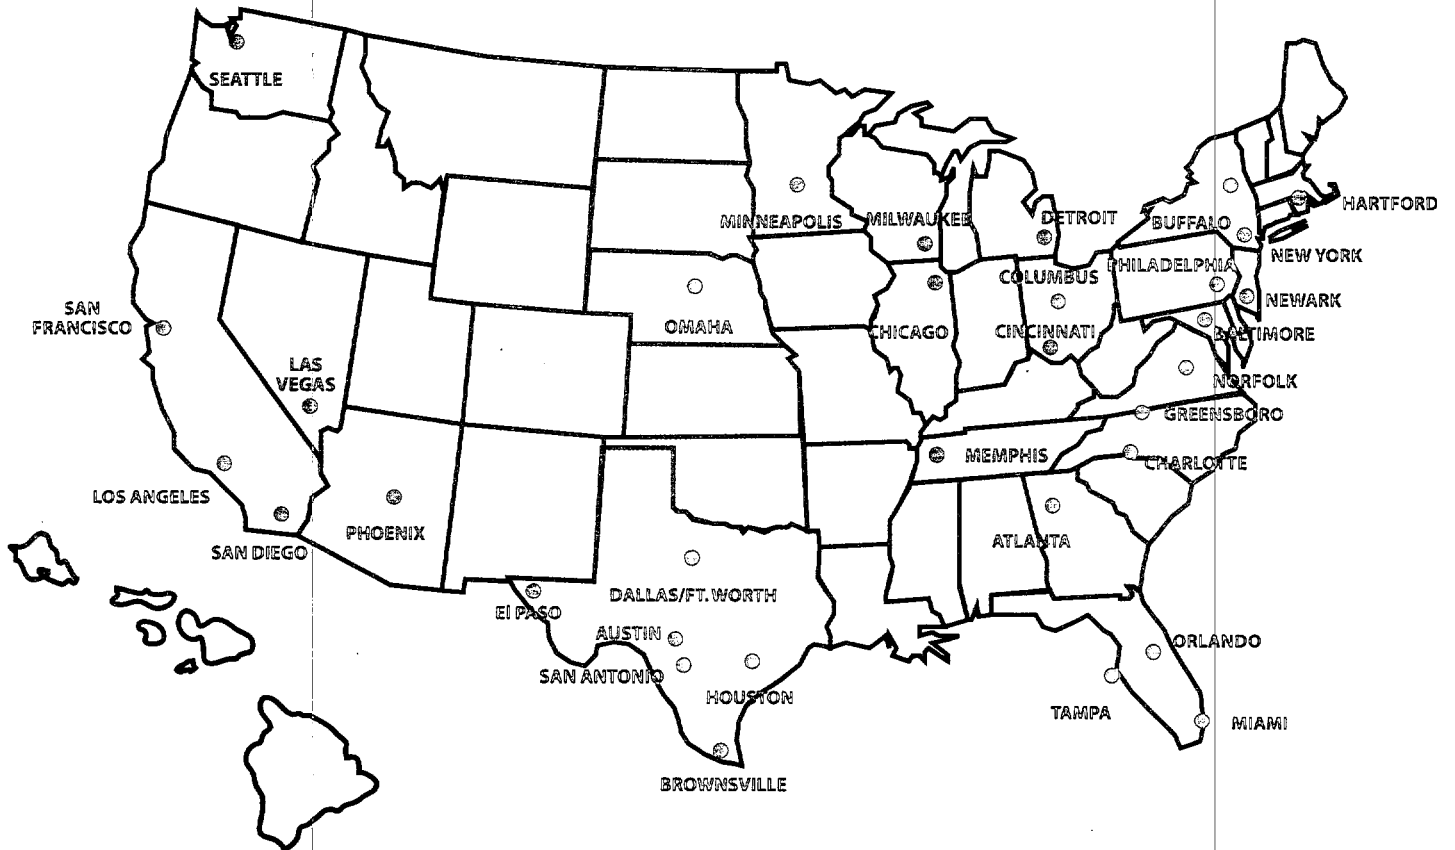 SEATTLE
MINNEAPOLIS
MILWAUKEE
DETROIT
BUFFALO
HARTFORD
NEW YORK
PHILADELPHIA
COLUMBUS
NEWARK
SAN
FRANCISCO
OMAHA
CHICAGO
CINCINNATI
BALTIMORE
LAS
VEGAS
NORFOLK
GREENSBORO
MEMPHIS
CHARLOTTE
LOS ANGELES
PHOENIX
ATLANTA
SAN DIEGO
DALLAS/FT. WORTH
El PASO
AUSTIN
ORLANDO
SAN ANTONIO
HOUSTON
TAMPA
MIAMI
BROWNSVILLE